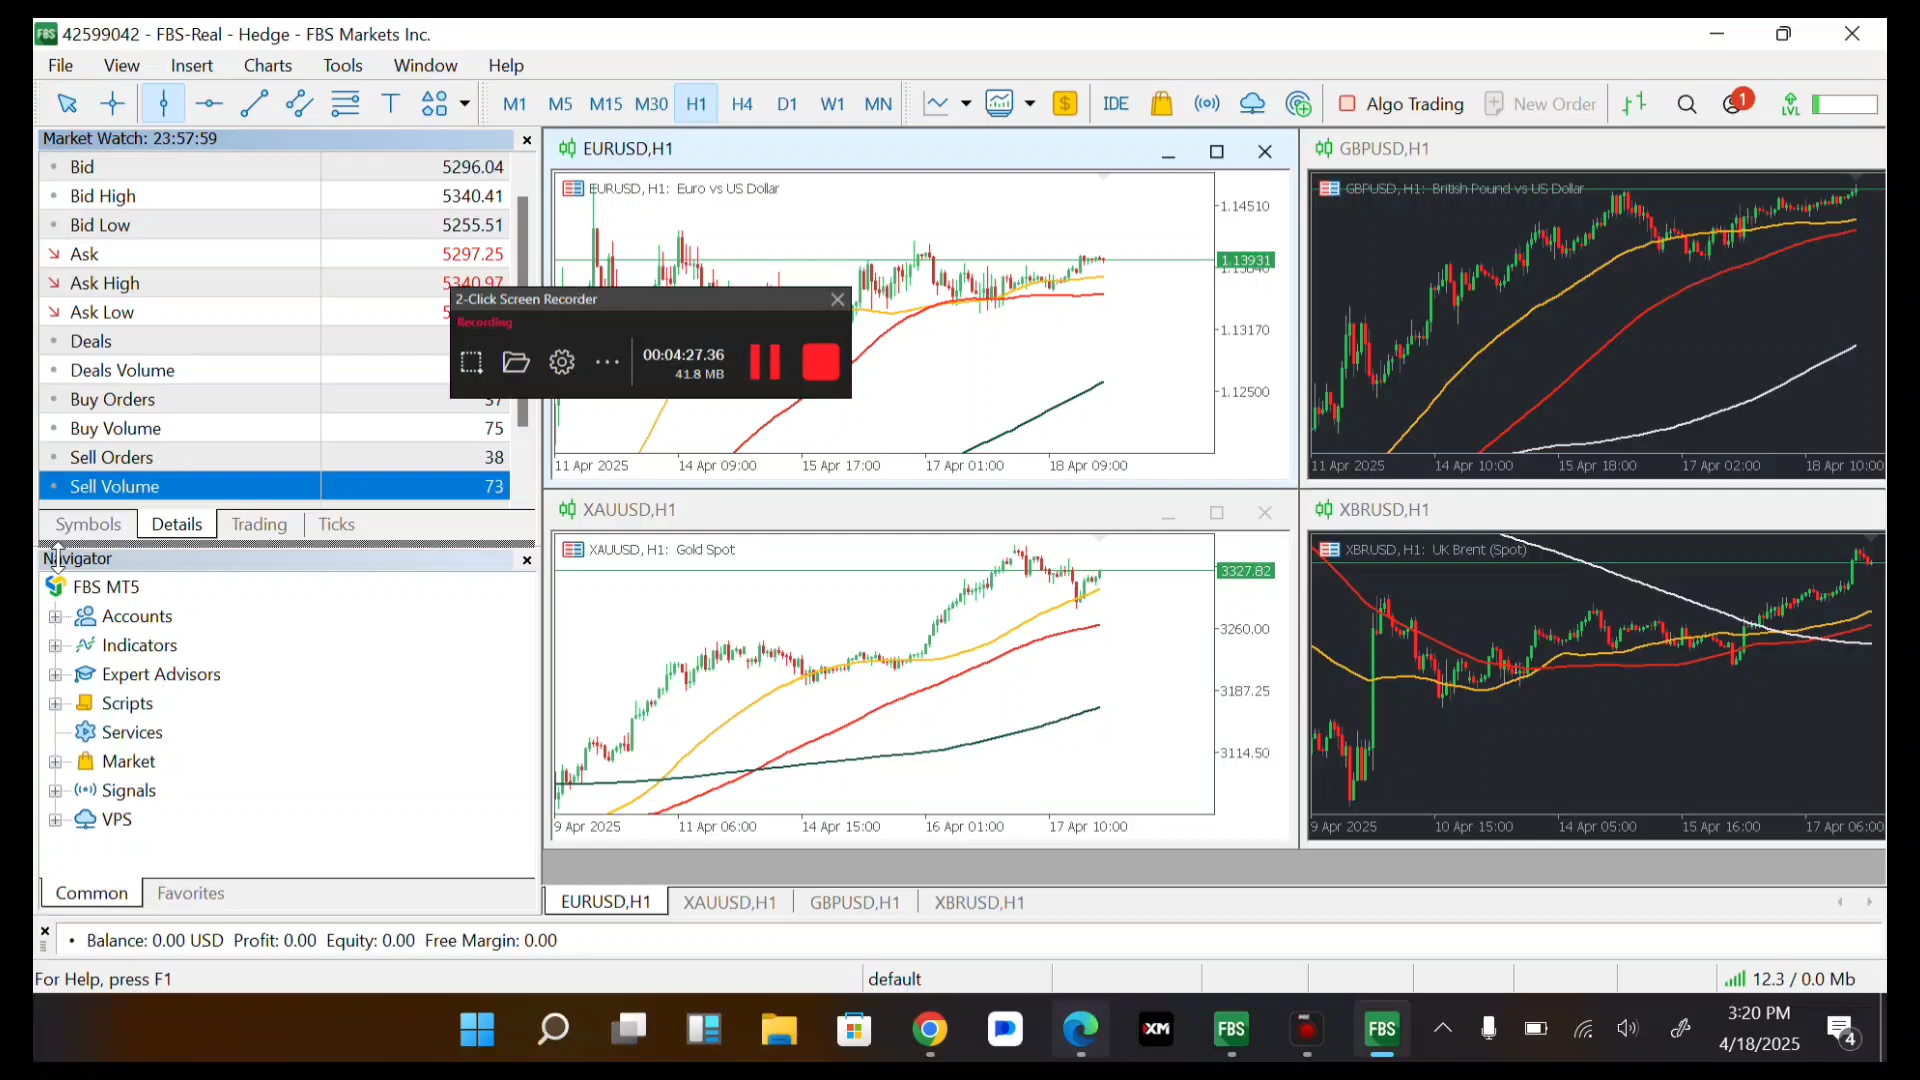 FBS 42599042 - FBS-Real - Hedge - FBS Markets Inc.
File View Insert Charts Tools Window Help
T M1 M5 M15 M30 H1 H4 D1 W1 MN $ IDE Algo Trading New Order 1 LVL
Market Watch: 23:57:59
Bid 5296.04
Bid High 5340.41
Bid Low 5255.51
Ask 5297.25
Ask High 5340.97
Ask Low
Deals
Deals Volume
Buy Orders 37
Buy Volume 75
Sell Orders 38
Sell Volume 73
Symbols Details Trading Ticks
Navigator
FBS MT5
Accounts
Indicators
Expert Advisors
Scripts
Services
Market
Signals
VPS
Common Favorites
2-Click Screen Recorder
Recording
00:04:27.36
41.8 MB
EURUSD,H1
EURUSD, H1: Euro vs US Dollar
1.14510
1.13931
1.13170
1.12500
11 Apr 2025 14 Apr 09:00 15 Apr 17:00 17 Apr 01:00 18 Apr 09:00
GBPUSD,H1
GBPUSD, H1: British Pound vs US Dollar
11 Apr 2025 14 Apr 10:00 15 Apr 18:00 17 Apr 02:00 18 Apr 10:00
XAUUSD,H1
XAUUSD, H1: Gold Spot
3327.82
3260.00
3187.25
3114.50
9 Apr 2025 11 Apr 06:00 14 Apr 15:00 16 Apr 01:00 17 Apr 10:00
XBRUSD,H1
XBRUSD, H1: UK Brent (Spot)
9 Apr 2025 10 Apr 15:00 14 Apr 05:00 15 Apr 16:00 17 Apr 06:00
EURUSD,H1 XAUUSD,H1 GBPUSD,H1 XBRUSD,H1
Balance: 0.00 USD Profit: 0.00 Equity: 0.00 Free Margin: 0.00
For Help, press F1 default 12.3 / 0.0 Mb
XM FBS FBS
3:20 PM
4/18/2025
4